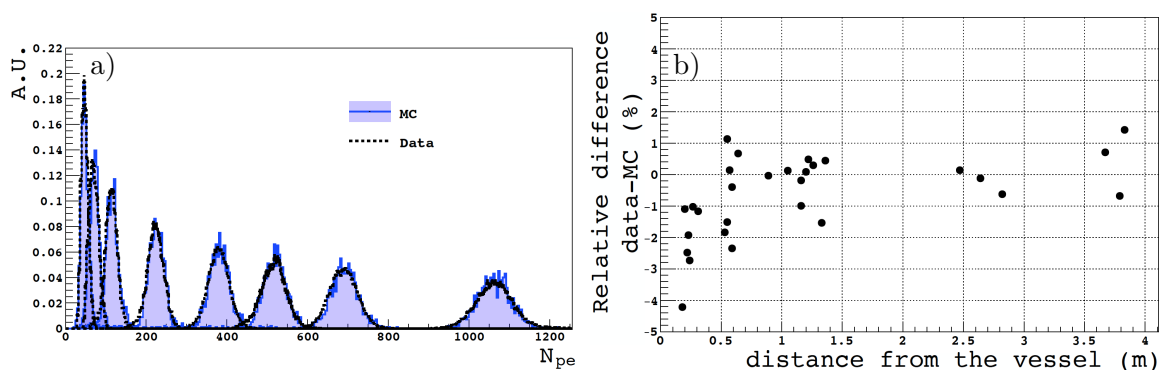 a)
A.U.
0.22
0.2
0.18
0.16
0.14
0.12
0.1
0.08
0.06
0.04
0.02
0
0 200 400 600 800 1000 1200
N_pe
MC
Data
b)
Relative difference
data-MC (%)
5
4
3
2
1
0
-1
-2
-3
-4
-5
0 0.5 1 1.5 2 2.5 3 3.5 4
distance from the vessel (m)